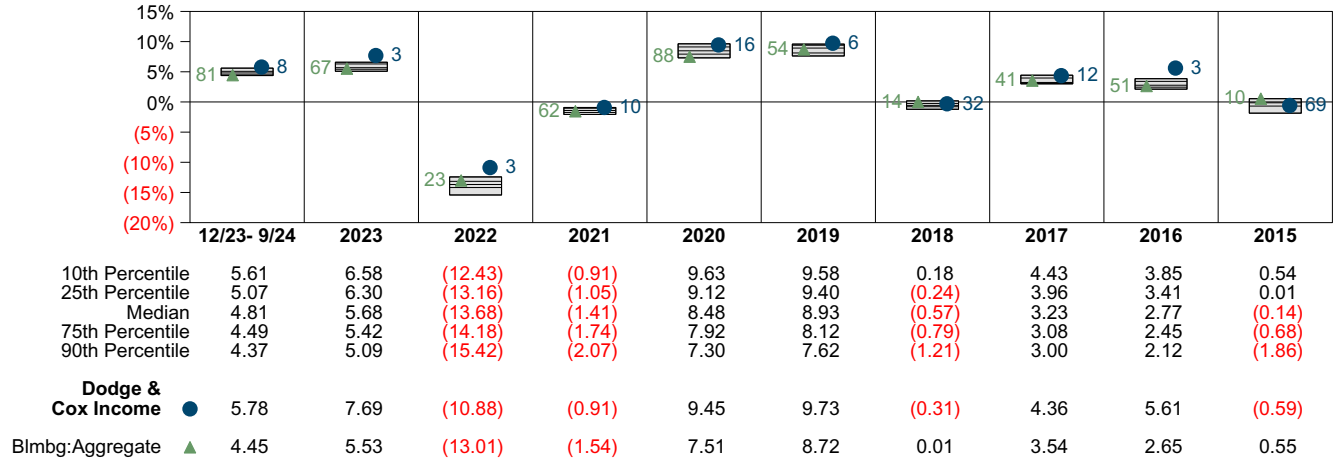 15%
10%
5%
0%
(5%)
(10%)
(15%)
(20%)
81 8
67 3
23 3
62 10
88 16
54 6
14 32
41 12
51 3
10 69
12/23- 9/24 2023 2022 2021 2020 2019 2018 2017 2016 2015
10th Percentile 5.61 6.58 (12.43) (0.91) 9.63 9.58 0.18 4.43 3.85 0.54
25th Percentile 5.07 6.30 (13.16) (1.05) 9.12 9.40 (0.24) 3.96 3.41 0.01
Median 4.81 5.68 (13.68) (1.41) 8.48 8.93 (0.57) 3.23 2.77 (0.14)
75th Percentile 4.49 5.42 (14.18) (1.74) 7.92 8.12 (0.79) 3.08 2.45 (0.68)
90th Percentile 4.37 5.09 (15.42) (2.07) 7.30 7.62 (1.21) 3.00 2.12 (1.86)
Dodge &
Cox Income 5.78 7.69 (10.88) (0.91) 9.45 9.73 (0.31) 4.36 5.61 (0.59)
Blmbg:Aggregate 4.45 5.53 (13.01) (1.54) 7.51 8.72 0.01 3.54 2.65 0.55